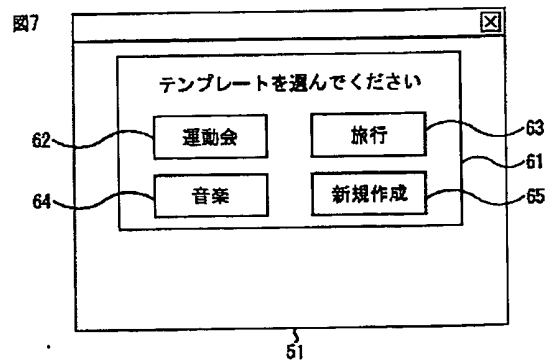 図7
テンプレートを選んでください
62 運動会 旅行 63
61
64 音楽 新規作成 65
51